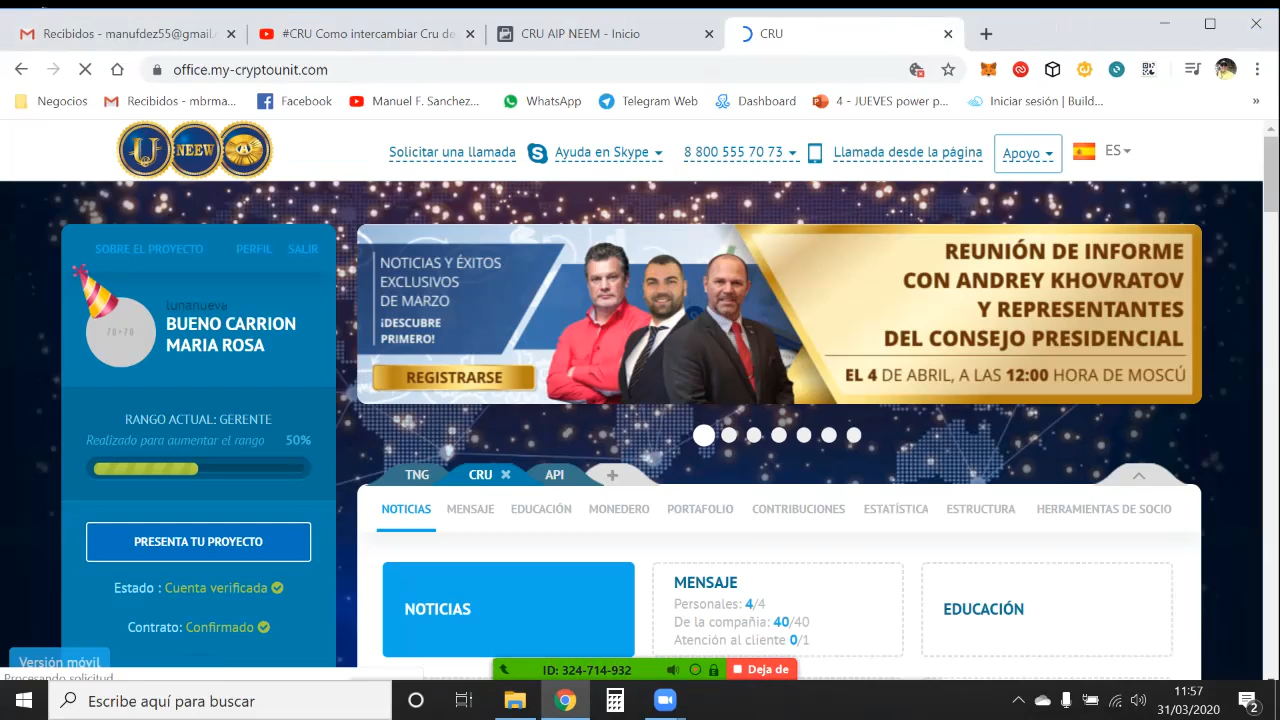 Recibidos - manufdez55@gmail.
#CRU Como intercambiar Cru de
CRU AIP NEEM - Inicio
CRU
office.my-cryptounit.com
Negocios
Recibidos - mbrma...
Facebook
Manuel F. Sanchez...
WhatsApp
Telegram Web
Dashboard
4 - JUEVES power p...
Iniciar sesión | Build...
»
U NEEW A
Solicitar una llamada
Ayuda en Skype
8 800 555 70 73
Llamada desde la página
Apoyo
ES
SOBRE EL PROYECTO PERFIL SALIR
lunanueva
70×70
BUENO CARRION
MARIA ROSA
RANGO ACTUAL: GERENTE
Realizado para aumentar el rango 50%
PRESENTA TU PROYECTO
Estado : Cuenta verificada
Contrato: Confirmado
Versión móvil
Procesando solicitud
NOTICIAS Y ÉXITOS
EXCLUSIVOS
DE MARZO
¡DESCUBRE
PRIMERO!
REGISTRARSE
REUNIÓN DE INFORME
CON ANDREY KHOVRATOV
Y REPRESENTANTES
DEL CONSEJO PRESIDENCIAL
EL 4 DE ABRIL, A LAS 12:00 HORA DE MOSCÚ
TNG CRU API
NOTICIAS MENSAJE EDUCACIÓN MONEDERO PORTAFOLIO CONTRIBUCIONES ESTATÍSTICA ESTRUCTURA HERRAMIENTAS DE SOCIO
NOTICIAS
MENSAJE
Personales: 4/4
De la compañia: 40/40
Atención al cliente 0/1
EDUCACIÓN
ID: 324-714-932
Deja de
Escribe aquí para buscar
11:57
31/03/2020
2